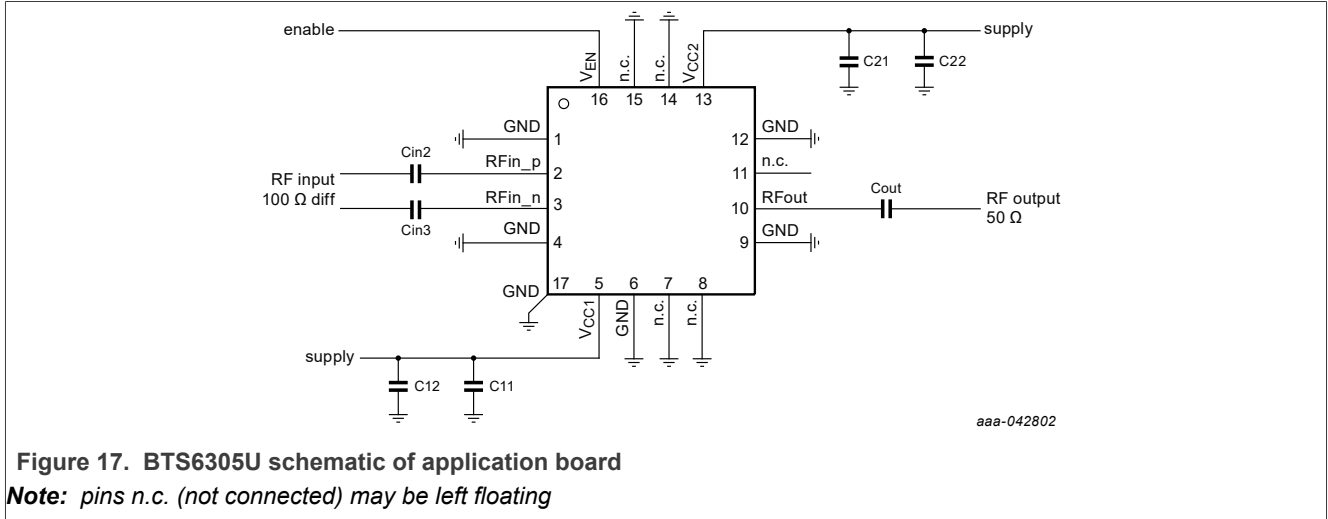 enable
supply
VEN
n.c.
n.c.
VCC2
C21
C22
16 15 14 13
GND
1
12
GND
Cin2
RFin_p
2
11
n.c.
RF input
100 Ω diff
RFin_n
3
10
RFout
Cout
RF output
50 Ω
Cin3
GND
4
9
GND
17 5 6 7 8
GND
VCC1
GND
n.c.
n.c.
supply
C12
C11
aaa-042802
Figure 17. BTS6305U schematic of application board
Note: pins n.c. (not connected) may be left floating